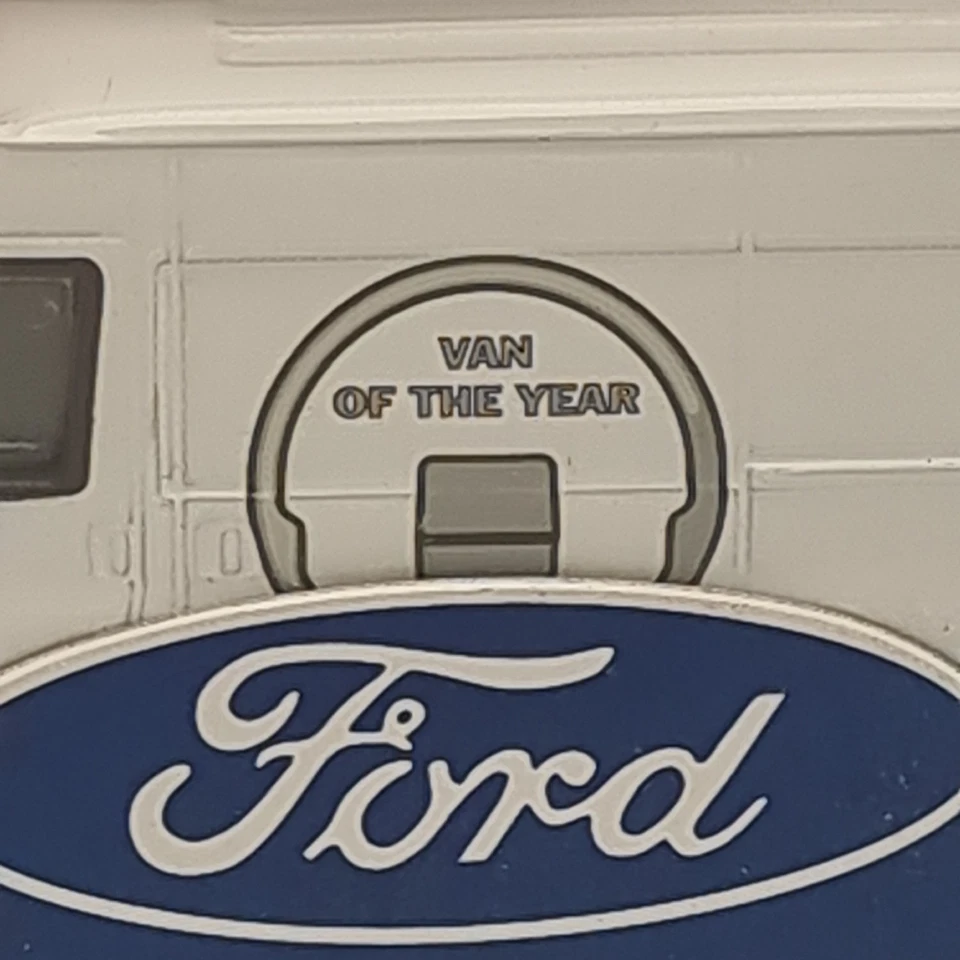 VAN
OF THE YEAR
Ford